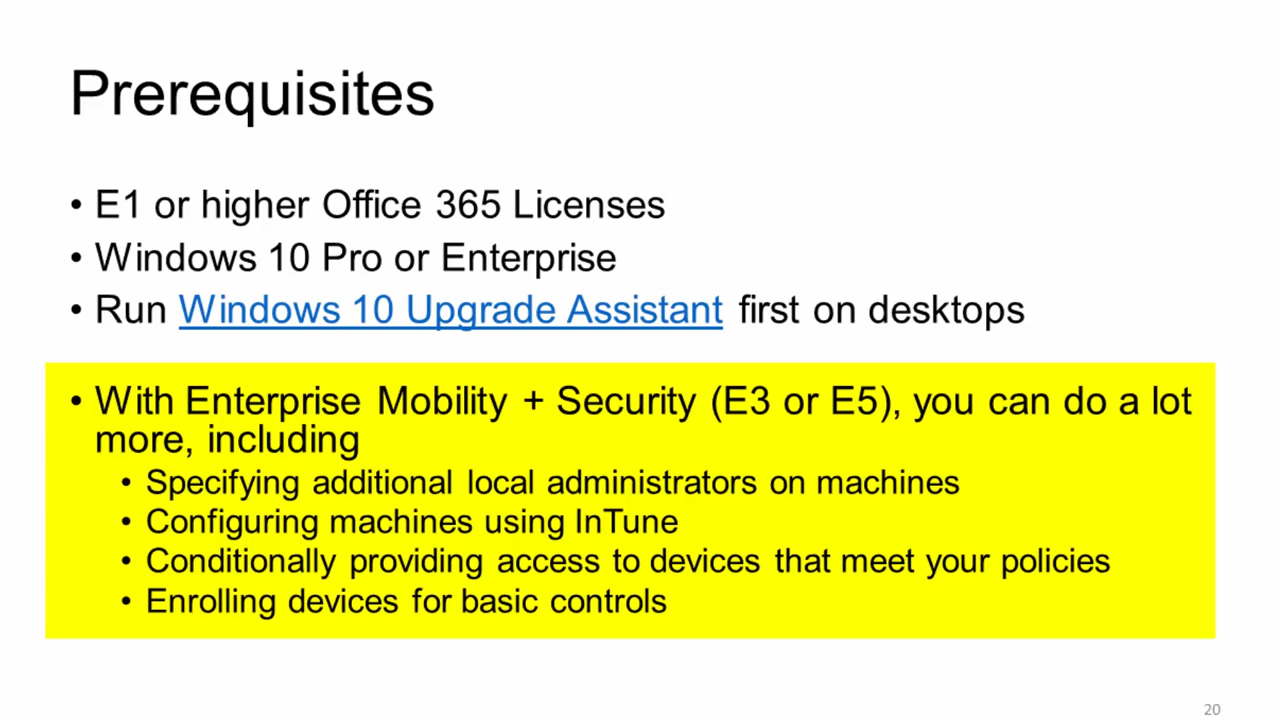 Prerequisites
• E1 or higher Office 365 Licenses
• Windows 10 Pro or Enterprise
• Run Windows 10 Upgrade Assistant first on desktops
• With Enterprise Mobility + Security (E3 or E5), you can do a lot
more, including
• Specifying additional local administrators on machines
• Configuring machines using InTune
• Conditionally providing access to devices that meet your policies
• Enrolling devices for basic controls
20